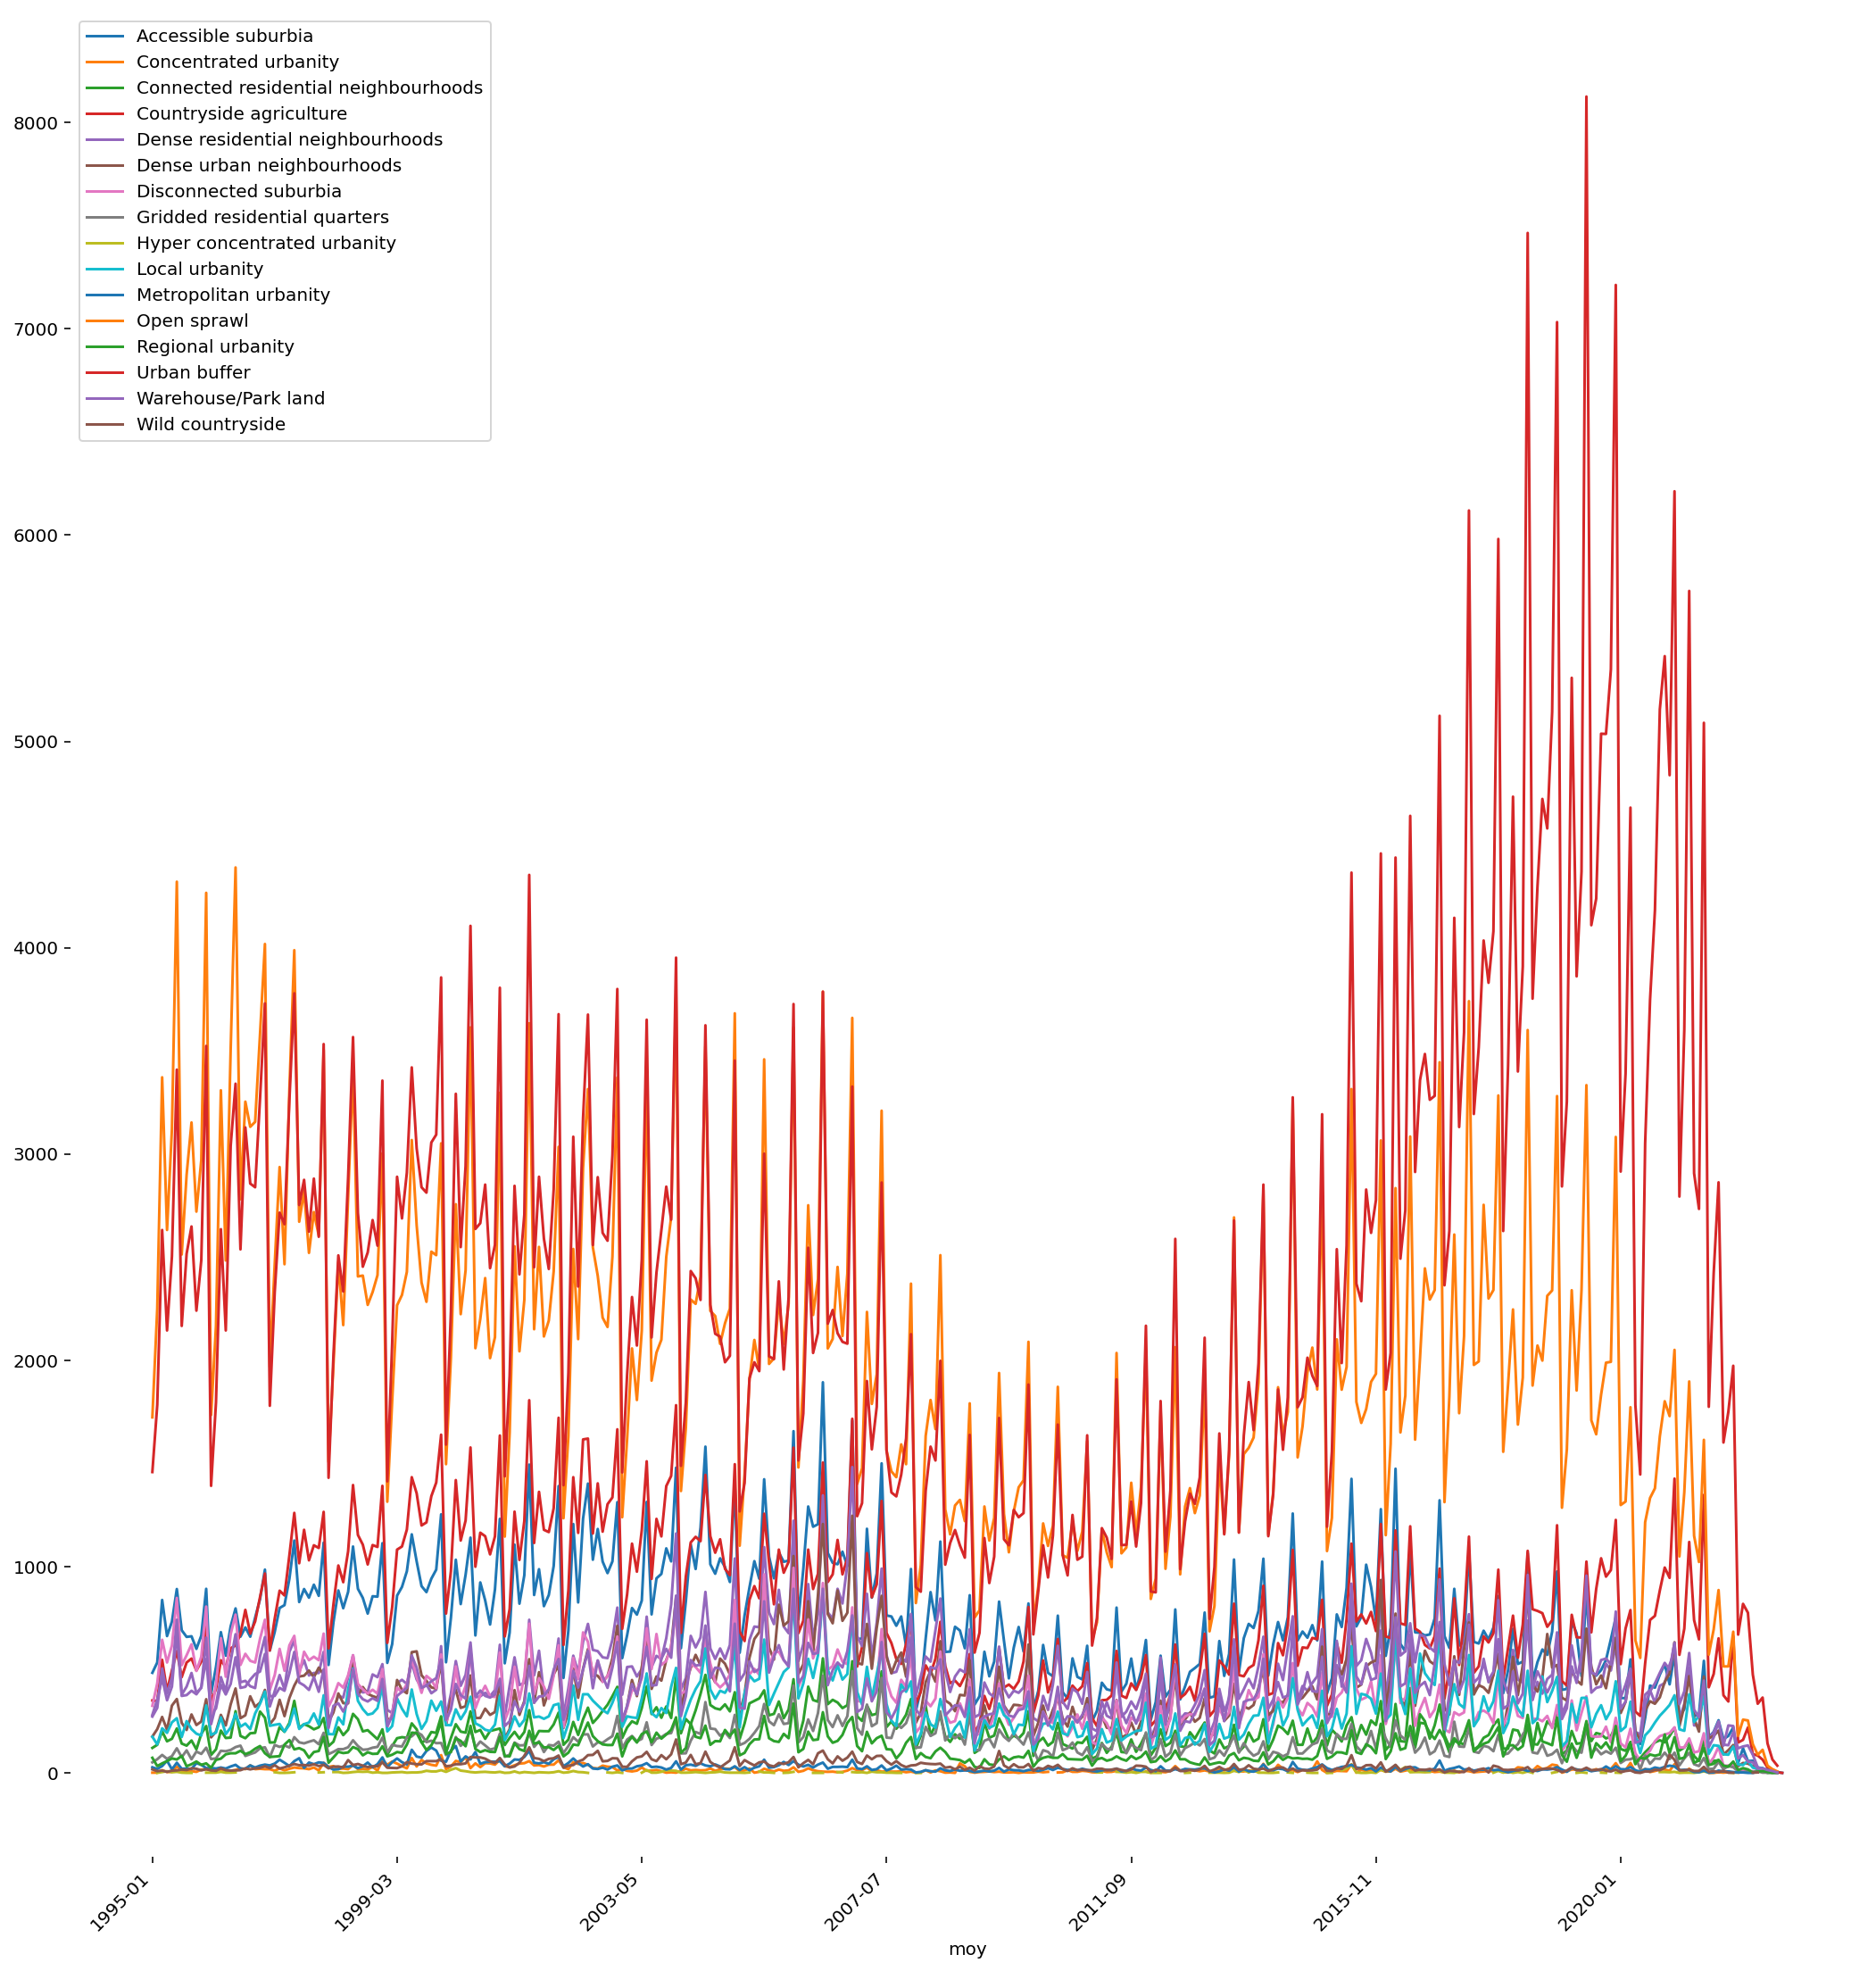 Accessible suburbia
Concentrated urbanity
Connected residential neighbourhoods
Countryside agriculture
Dense residential neighbourhoods
Dense urban neighbourhoods
Disconnected suburbia
Gridded residential quarters
Hyper concentrated urbanity
Local urbanity
Metropolitan urbanity
Open sprawl
Regional urbanity
Urban buffer
Warehouse/Park land
Wild countryside
8000
7000
6000
5000
4000
3000
2000
1000
0
1995-01
1999-03
2003-05
2007-07
2011-09
2015-11
2020-01
moy